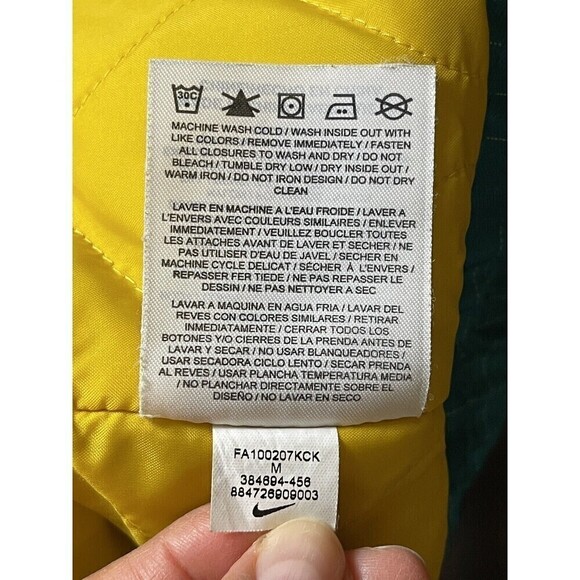 30C
MACHINE WASH COLD / WASH INSIDE OUT WITH
LIKE COLORS / REMOVE IMMEDIATELY / FASTEN
ALL CLOSURES TO WASH AND DRY / DO NOT
BLEACH / TUMBLE DRY LOW / DRY INSIDE OUT /
WARM IRON / DO NOT IRON DESIGN / DO NOT DRY
CLEAN
LAVER EN MACHINE A L'EAU FROIDE / LAVER A
L'ENVERS AVEC COULEURS SIMILAIRES / ENLEVER
IMMEDIATEMENT / VEUILLEZ BOUCLER TOUTES
LES ATTACHES AVANT DE LAVER ET SECHER / NE
PAS UTILISER D'EAU DE JAVEL / SECHER EN
MACHINE CYCLE DELICAT / SÉCHER À L'ENVERS /
REPASSER FER TIEDE / NE PAS REPASSER LE
DESSIN / NE PAS NETTOYER A SEC
LAVAR A MAQUINA EN AGUA FRIA / LAVAR DEL
REVES CON COLORES SIMILARES / RETIRAR
INMEDIATAMENTE / CERRAR TODOS LOS
BOTONES Y/O CIERRES DE LA PRENDA ANTES DE
LAVAR Y SECAR / NO USAR BLANQUEADORES /
USAR SECADORA CICLO LENTO / SECAR PRENDA
AL REVES / USAR PLANCHA TEMPERATURA MEDIA
/ NO PLANCHAR DIRECTAMENTE SOBRE EL
DISEÑO / NO LAVAR EN SECO
FA100207KCK
M
384694-456
884726909003